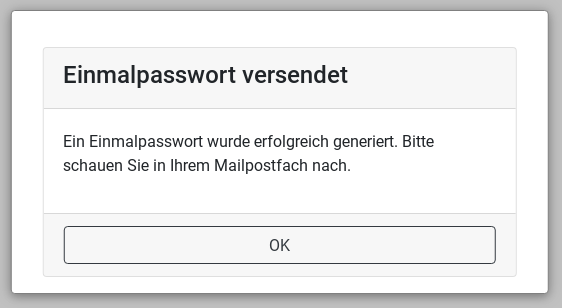 Einmalpasswort versendet
Ein Einmalpasswort wurde erfolgreich generiert. Bitte
schauen Sie in Ihrem Mailpostfach nach.
OK